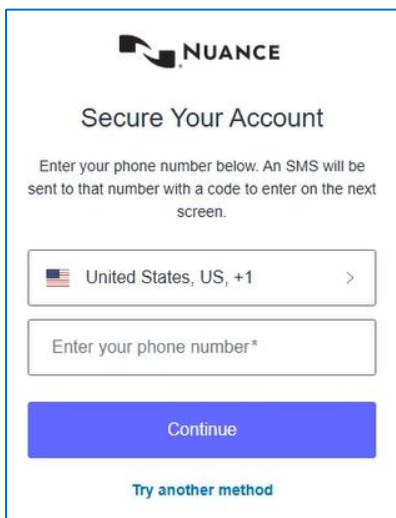 NUANCE
Secure Your Account
Enter your phone number below. An SMS will be
sent to that number with a code to enter on the next
screen.
United States, US, +1
Enter your phone number*
Continue
Try another method